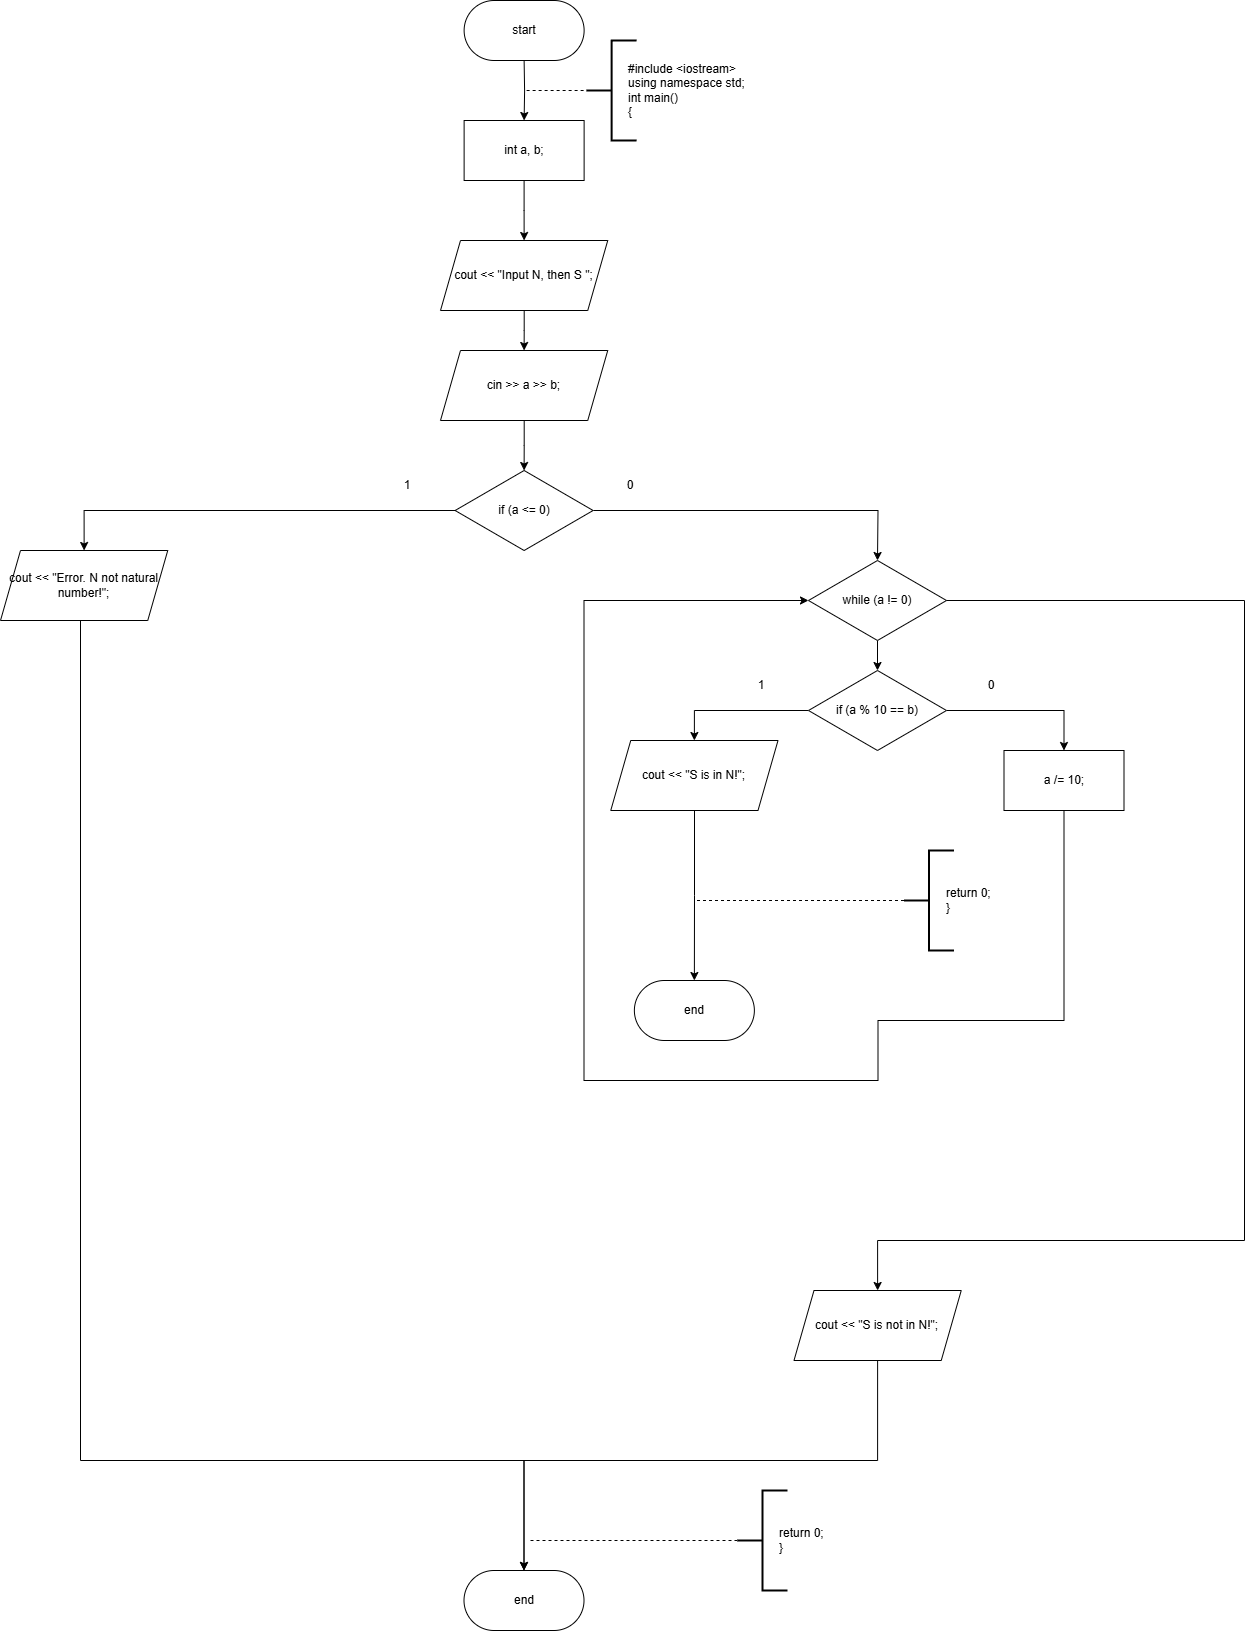 start
#include <iostream>
using namespace std;
int main()
{
int a, b;
cout << "Input N, then S ";
cin >> a >> b;
1
0
if (a <= 0)
cout << "Error. N not natural
number!";
while (a != 0)
1
0
if (a % 10 == b)
cout << "S is in N!";
a /= 10;
return 0;
}
end
cout << "S is not in N!";
return 0;
}
end